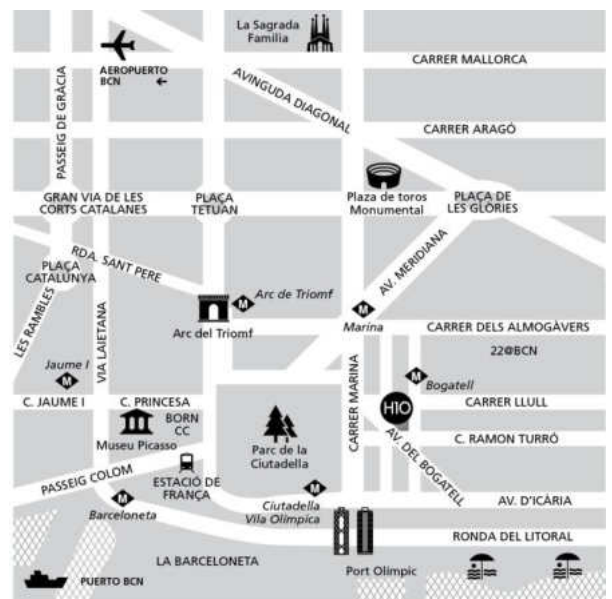 La Sagrada
Familia
CARRER MALLORCA
AEROPUERTO
BCN ←
AVINGUDA DIAGONAL
PASSEIG DE GRÀCIA
CARRER ARAGÓ
GRAN VIA DE LES
CORTS CATALANES
PLAÇA
TETUAN
Plaza de toros
Monumental
PLAÇA DE
LES GLÒRIES
RDA. SANT PERE
PLAÇA
CATALUNYA
AV. MERIDIANA
LES RAMBLES
VIA LAIETANA
M
Arc de Triomf
Arc del Triomf
M
Marina
CARRER DELS ALMOGÀVERS
22@BCN
Jaume I
M
M
Bogatell
CARRER MARINA
C. JAUME I
C. PRINCESA
H10
CARRER LLULL
BORN
CC
Museu Picasso
Parc de la
Ciutadella
C. RAMON TURRÓ
AV. DEL BOGATELL
PASSEIG COLOM
ESTACIÓ DE
FRANÇA
M
Barceloneta
M
Ciutadella
Vila Olímpica
AV. D'ICÀRIA
RONDA DEL LITORAL
LA BARCELONETA
Port Olímpic
PUERTO BCN